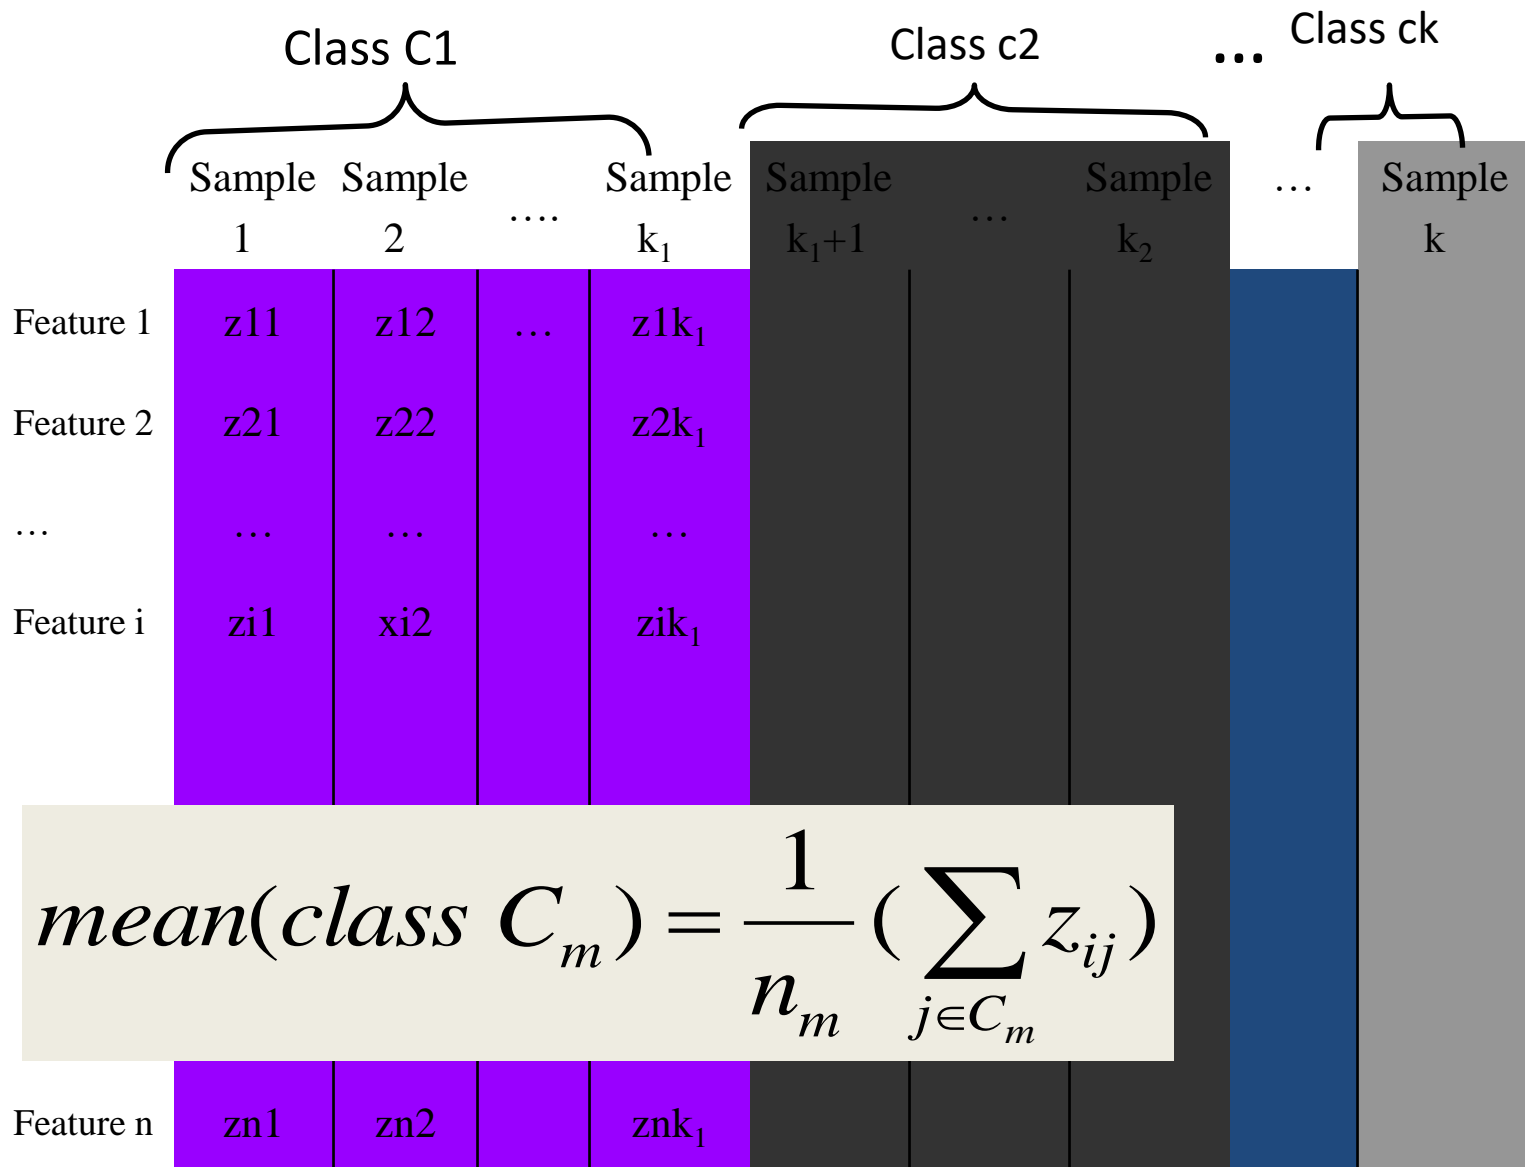 Class C1 Class c2 ... Class ck
Sample Sample Sample Sample Sample ... Sample
1 2 .... k₁ k₁+1 ... k₂ k
Feature 1 z11 z12 ... z1k₁
Feature 2 z21 z22 z2k₁
... ... ... ...
Feature i zi1 xi2 zik₁
mean(class Cₘ) = 1/nₘ ( ∑ j∈Cₘ zᵢⱼ )
Feature n zn1 zn2 znk₁